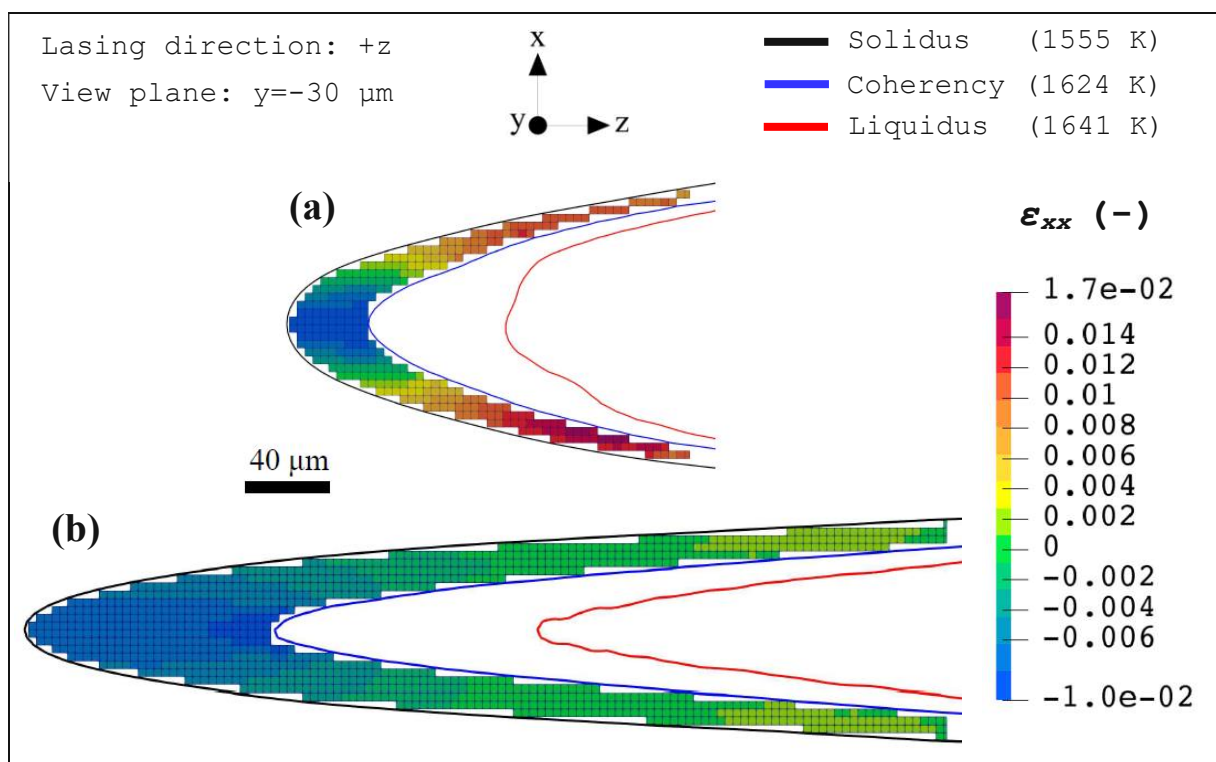 Lasing direction: +z
View plane: y=-30 μm
x
y
z
Solidus (1555 K)
Coherency (1624 K)
Liquidus (1641 K)
(a)
40 μm
(b)
εxx (-)
1.7e-02
0.014
0.012
0.01
0.008
0.006
0.004
0.002
0
-0.002
-0.004
-0.006
-1.0e-02